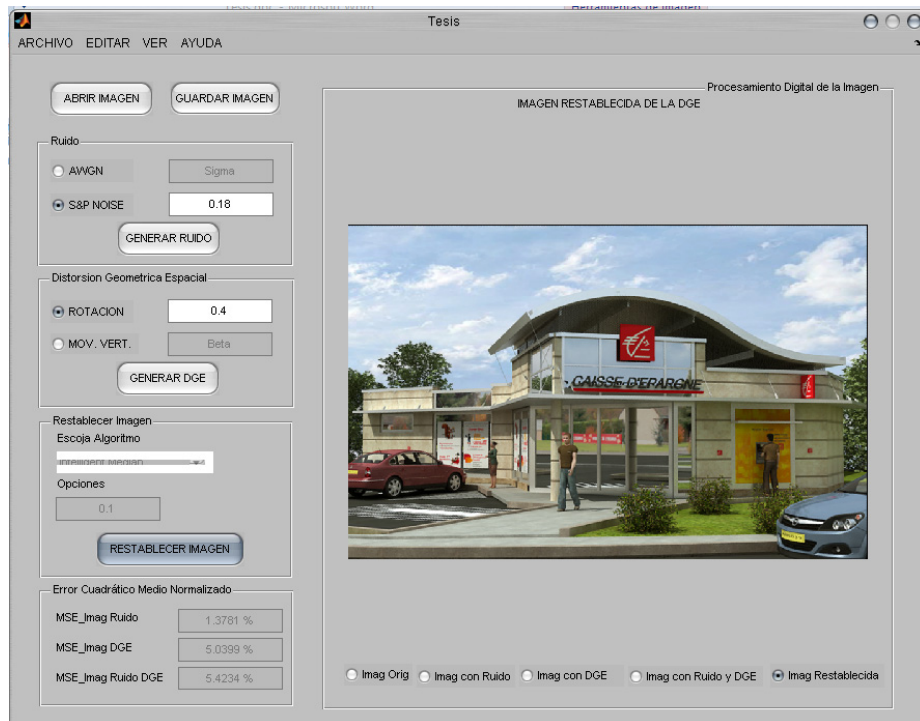 Tesis
ARCHIVO EDITAR VER AYUDA
ABRIR IMAGEN GUARDAR IMAGEN
Ruido
AWGN Sigma
S&P NOISE 0.18
GENERAR RUIDO
Distorsion Geometrica Espacial
ROTACION 0.4
MOV. VERT. Beta
GENERAR DGE
Restablecer Imagen
Escoja Algoritmo
Intelligent Median
Opciones
0.1
RESTABLECER IMAGEN
Error Cuadrático Medio Normalizado
MSE_Imag Ruido 1.3781 %
MSE_Imag DGE 5.0399 %
MSE_Imag Ruido DGE 5.4234 %
Procesamiento Digital de la Imagen
IMAGEN RESTABLECIDA DE LA DGE
CAISSE D'EPARGNE
Imag Orig Imag con Ruido Imag con DGE Imag con Ruido y DGE Imag Restablecida